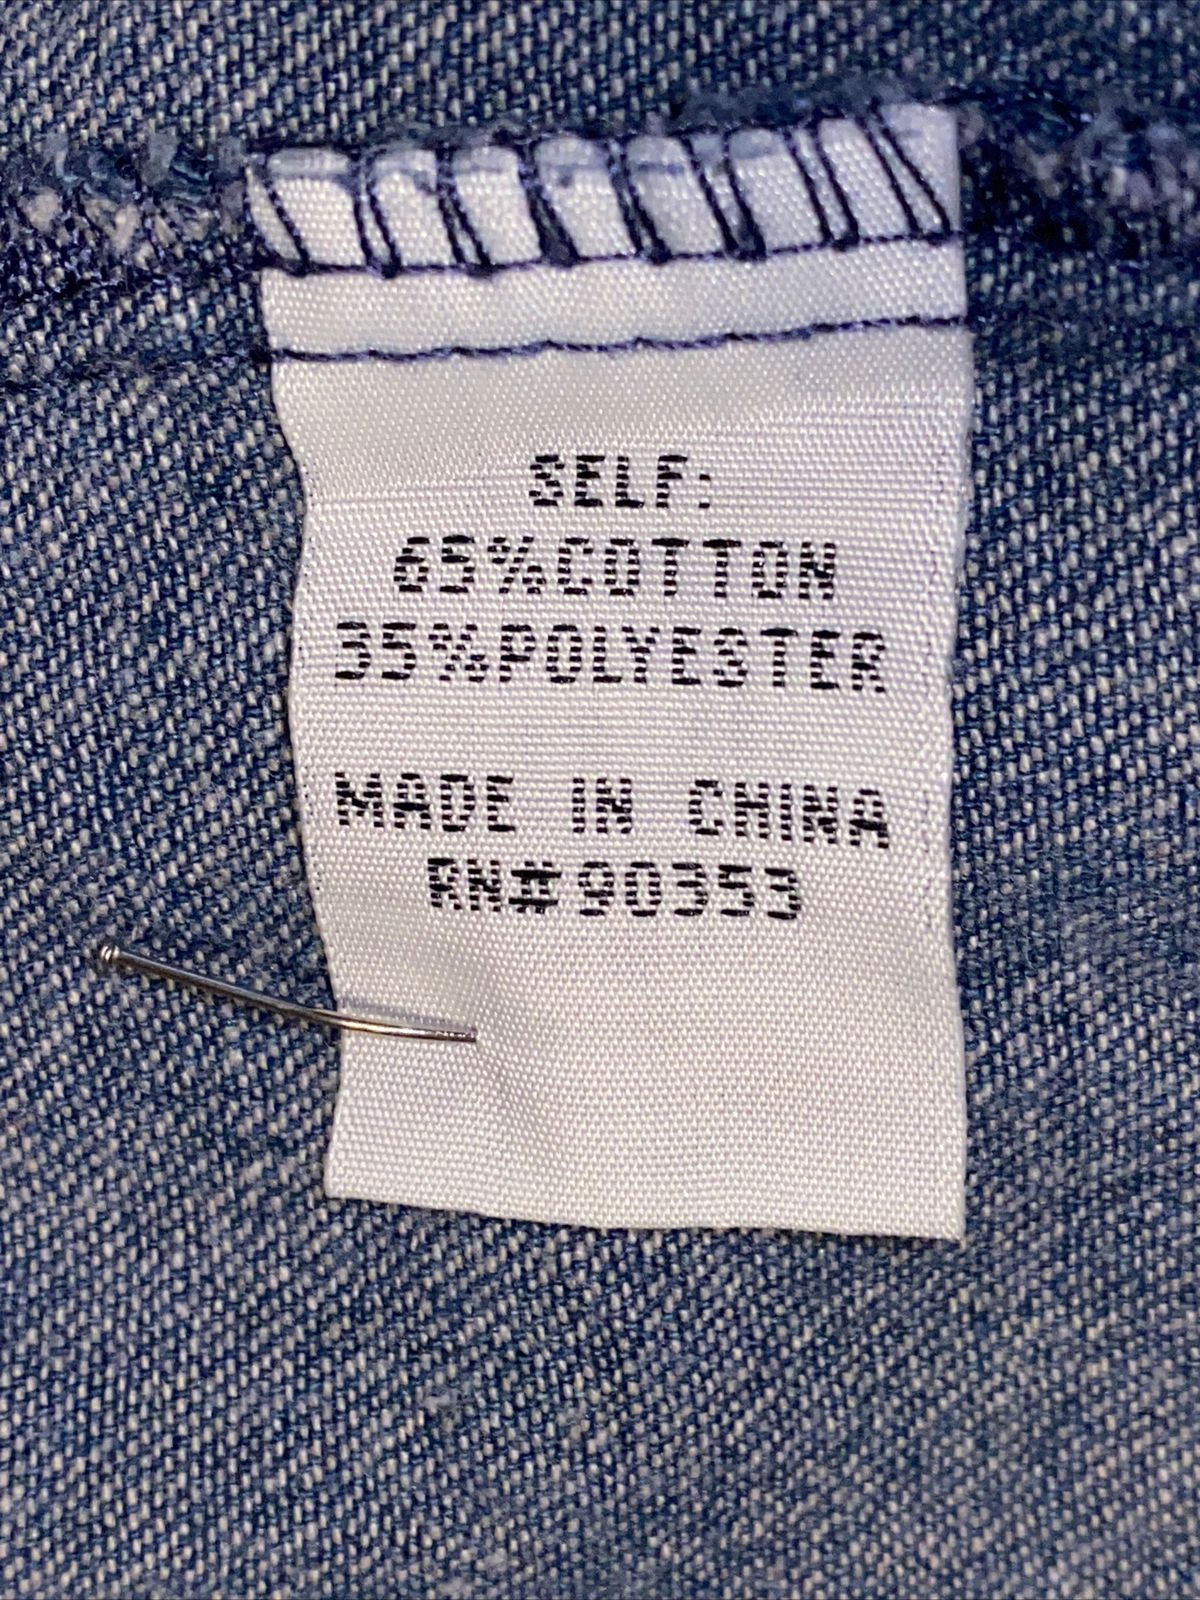 SELF:
65%COTTON
35%POLYESTER
MADE IN CHINA
RN#90353